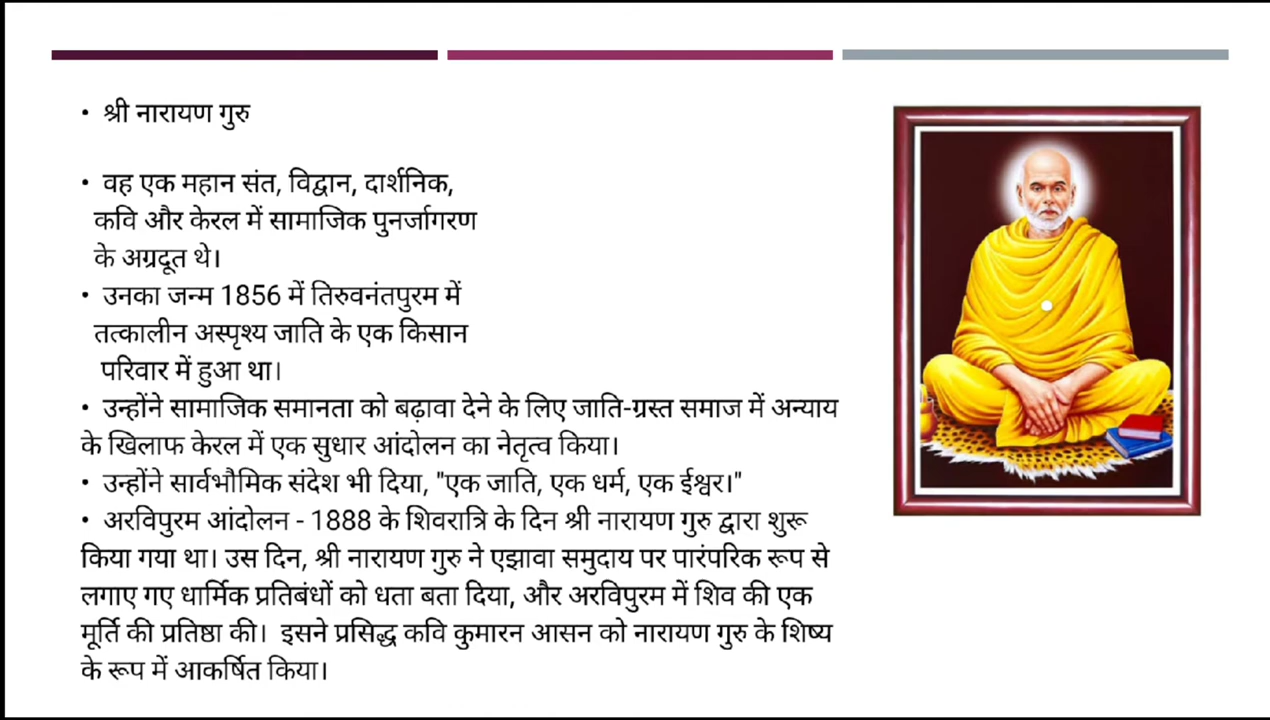 • श्री नारायण गुरु
• वह एक महान संत, विद्वान, दार्शनिक,
कवि और केरल में सामाजिक पुनर्जागरण
के अग्रदूत थे।
• उनका जन्म 1856 में तिरुवनंतपुरम में
तत्कालीन अस्पृश्य जाति के एक किसान
परिवार में हुआ था।
• उन्होंने सामाजिक समानता को बढ़ावा देने के लिए जाति-ग्रस्त समाज में अन्याय
के खिलाफ केरल में एक सुधार आंदोलन का नेतृत्व किया।
• उन्होंने सार्वभौमिक संदेश भी दिया, "एक जाति, एक धर्म, एक ईश्वर।"
• अरविपुरम आंदोलन - 1888 के शिवरात्रि के दिन श्री नारायण गुरु द्वारा शुरू
किया गया था। उस दिन, श्री नारायण गुरु ने एझावा समुदाय पर पारंपरिक रूप से
लगाए गए धार्मिक प्रतिबंधों को धता बता दिया, और अरविपुरम में शिव की एक
मूर्ति की प्रतिष्ठा की। इसने प्रसिद्ध कवि कुमारन आसन को नारायण गुरु के शिष्य
के रूप में आकर्षित किया।